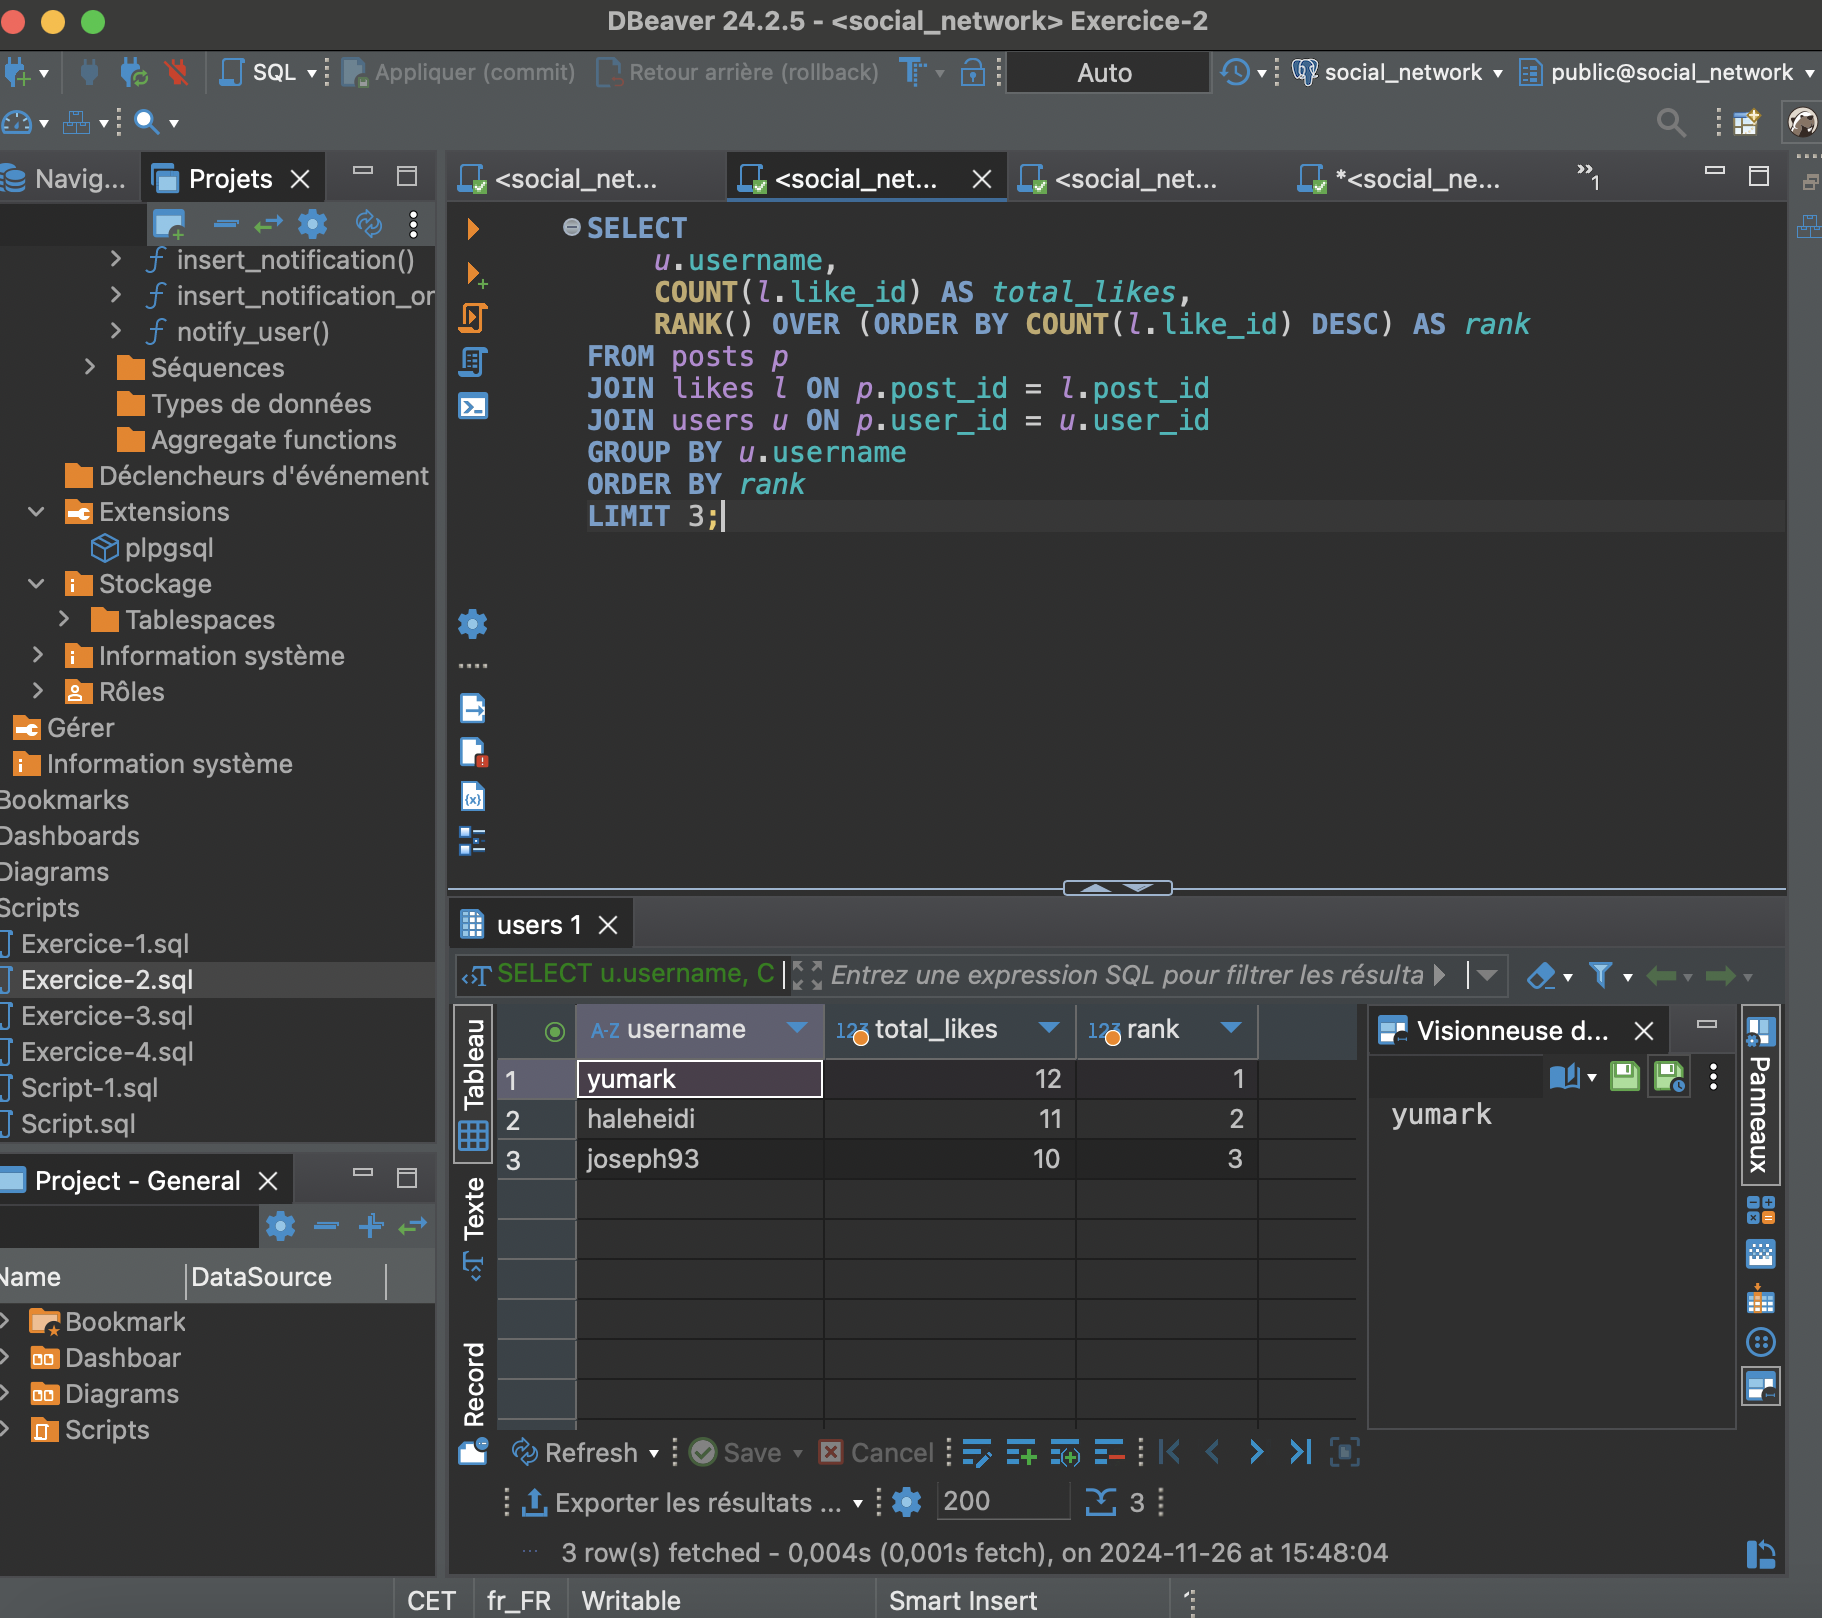 DBeaver 24.2.5 - <social_network> Exercice-2
SQL Appliquer (commit) Retour arrière (rollback) Auto social_network public@social_network
Navig... Projets
insert_notification()
insert_notification_or
notify_user()
Séquences
Types de données
Aggregate functions
Déclencheurs d'événement
Extensions
plpgsql
Stockage
Tablespaces
Information système
Rôles
Gérer
Information système
Bookmarks
Dashboards
Diagrams
Scripts
Exercice-1.sql
Exercice-2.sql
Exercice-3.sql
Exercice-4.sql
Script-1.sql
Script.sql
Project - General
Name DataSource
Bookmark
Dashboar
Diagrams
Scripts
<social_net... <social_net... <social_net... *<social_ne... »1
SELECT
u.username,
COUNT(l.like_id) AS total_likes,
RANK() OVER (ORDER BY COUNT(l.like_id) DESC) AS rank
FROM posts p
JOIN likes l ON p.post_id = l.post_id
JOIN users u ON p.user_id = u.user_id
GROUP BY u.username
ORDER BY rank
LIMIT 3;
users 1
SELECT u.username, C Entrez une expression SQL pour filtrer les résulta
Tableau
Texte
Record
A-Z username 123 total_likes 123 rank
1 yumark 12 1
2 haleheidi 11 2
3 joseph93 10 3
Visionneuse d...
yumark
Panneaux
Refresh Save Cancel
Exporter les résultats ... 200 3
3 row(s) fetched - 0,004s (0,001s fetch), on 2024-11-26 at 15:48:04
CET fr_FR Writable Smart Insert